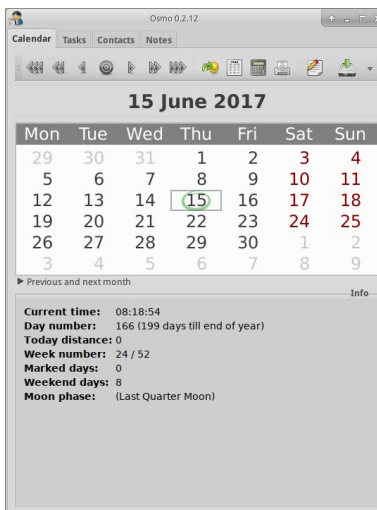 Osmo 0.2.12
Calendar Tasks Contacts Notes
15 June 2017
Mon Tue Wed Thu Fri Sat Sun
29 30 31 1 2 3 4
5 6 7 8 9 10 11
12 13 14 15 16 17 18
19 20 21 22 23 24 25
26 27 28 29 30 1 2
3 4 5 6 7 8 9
Previous and next month
Info
Current time: 08:18:54
Day number: 166 (199 days till end of year)
Today distance: 0
Week number: 24 / 52
Marked days: 0
Weekend days: 8
Moon phase: (Last Quarter Moon)